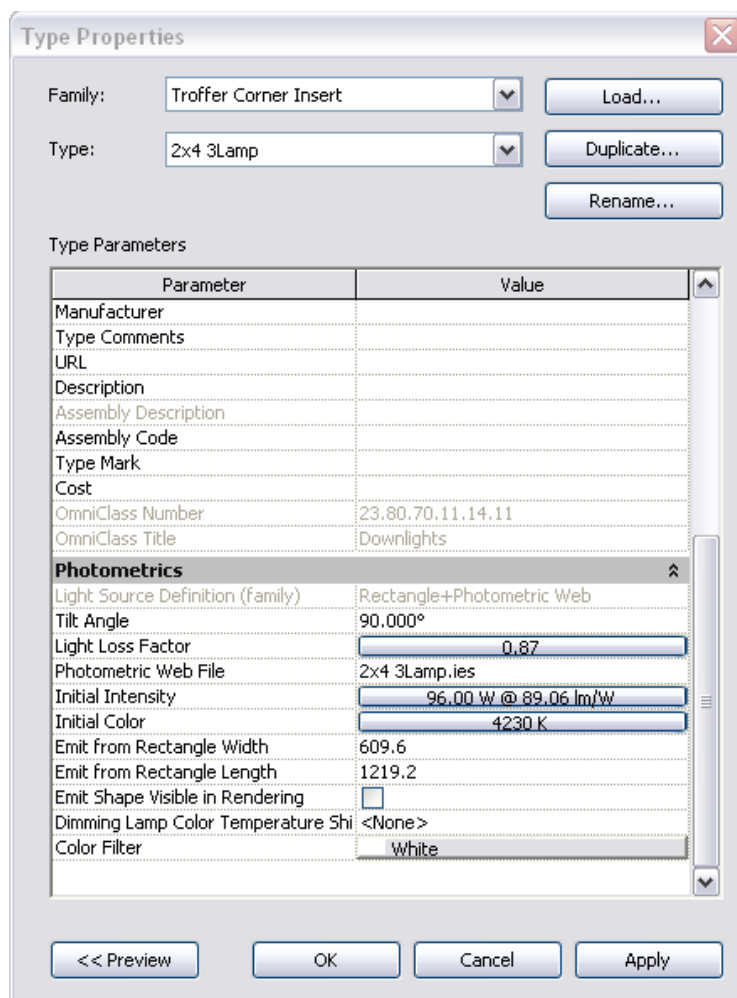 Type Properties
Family: Troffer Corner Insert Load...
Type: 2x4 3Lamp Duplicate...
Rename...
Type Parameters
Parameter Value
Manufacturer
Type Comments
URL
Description
Assembly Description
Assembly Code
Type Mark
Cost
OmniClass Number 23.80.70.11.14.11
OmniClass Title Downlights
Photometrics
Light Source Definition (family) Rectangle+Photometric Web
Tilt Angle 90.000°
Light Loss Factor 0.87
Photometric Web File 2x4 3Lamp.ies
Initial Intensity 96.00 W @ 89.06 lm/W
Initial Color 4230 K
Emit from Rectangle Width 609.6
Emit from Rectangle Length 1219.2
Emit Shape Visible in Rendering
Dimming Lamp Color Temperature Shi <None>
Color Filter White
<< Preview OK Cancel Apply